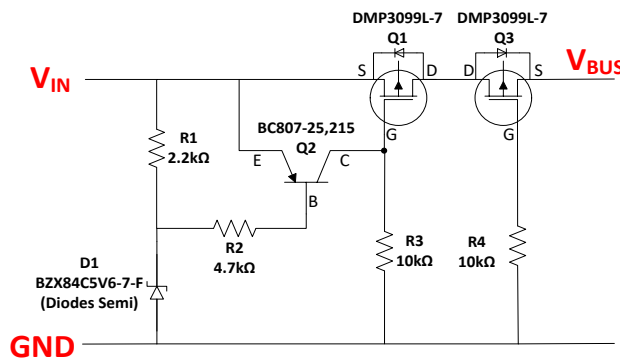 DMP3099L-7
Q1
DMP3099L-7
Q3
S
D
D
S
VIN
VBUS
G
G
R1
2.2kΩ
BC807-25,215
Q2
E
C
B
R2
4.7kΩ
R3
10kΩ
R4
10kΩ
D1
BZX84C5V6-7-F
(Diodes Semi)
GND